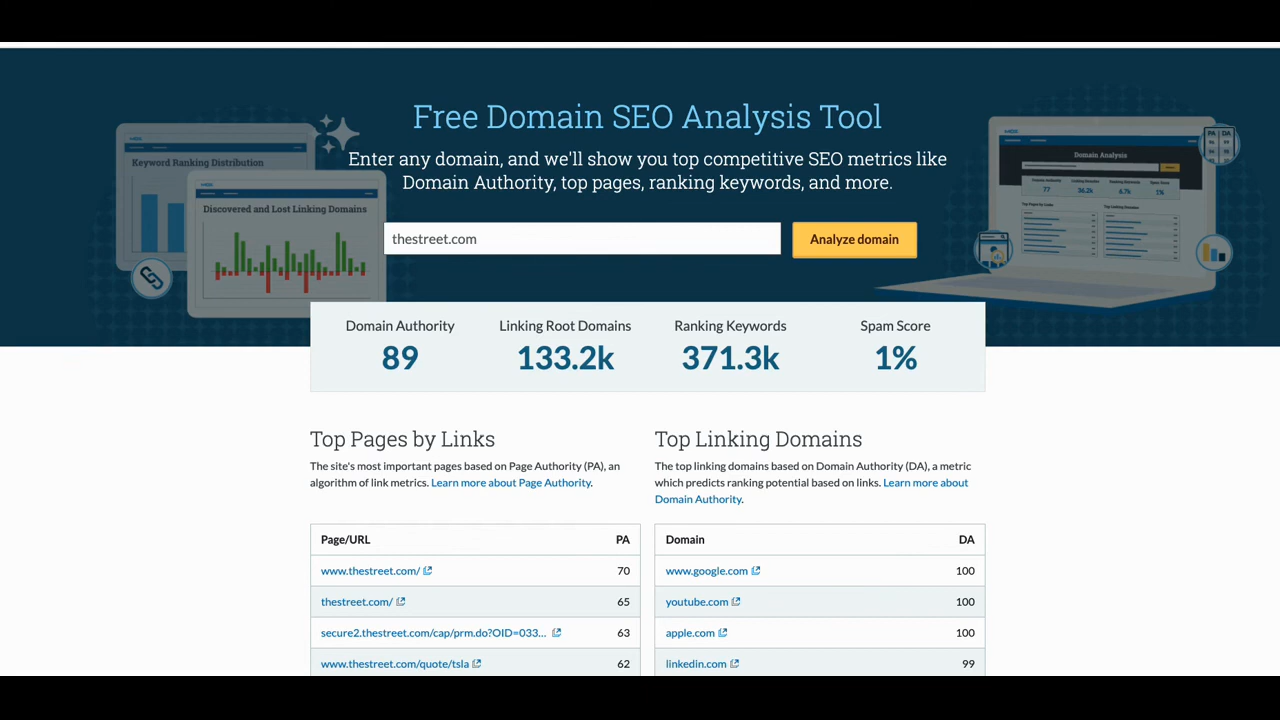 Free Domain SEO Analysis Tool
Enter any domain, and we'll show you top competitive SEO metrics like
Domain Authority, top pages, ranking keywords, and more.
thestreet.com
Analyze domain
Keyword Ranking Distribution
MOZ
Discovered and Lost Linking Domains
MOZ
Domain Analysis
PA DA
Domain Authority
Linking Root Domains
Ranking Keywords
Spam Score
89
133.2k
371.3k
1%
Top Pages by Links
The site's most important pages based on Page Authority (PA), an
algorithm of link metrics. Learn more about Page Authority.
Page/URL PA
www.thestreet.com/ 70
thestreet.com/ 65
secure2.thestreet.com/cap/prm.do?OID=033... 63
www.thestreet.com/quote/tsla 62
Top Linking Domains
The top linking domains based on Domain Authority (DA), a metric
which predicts ranking potential based on links. Learn more about
Domain Authority.
Domain DA
www.google.com 100
youtube.com 100
apple.com 100
linkedin.com 99